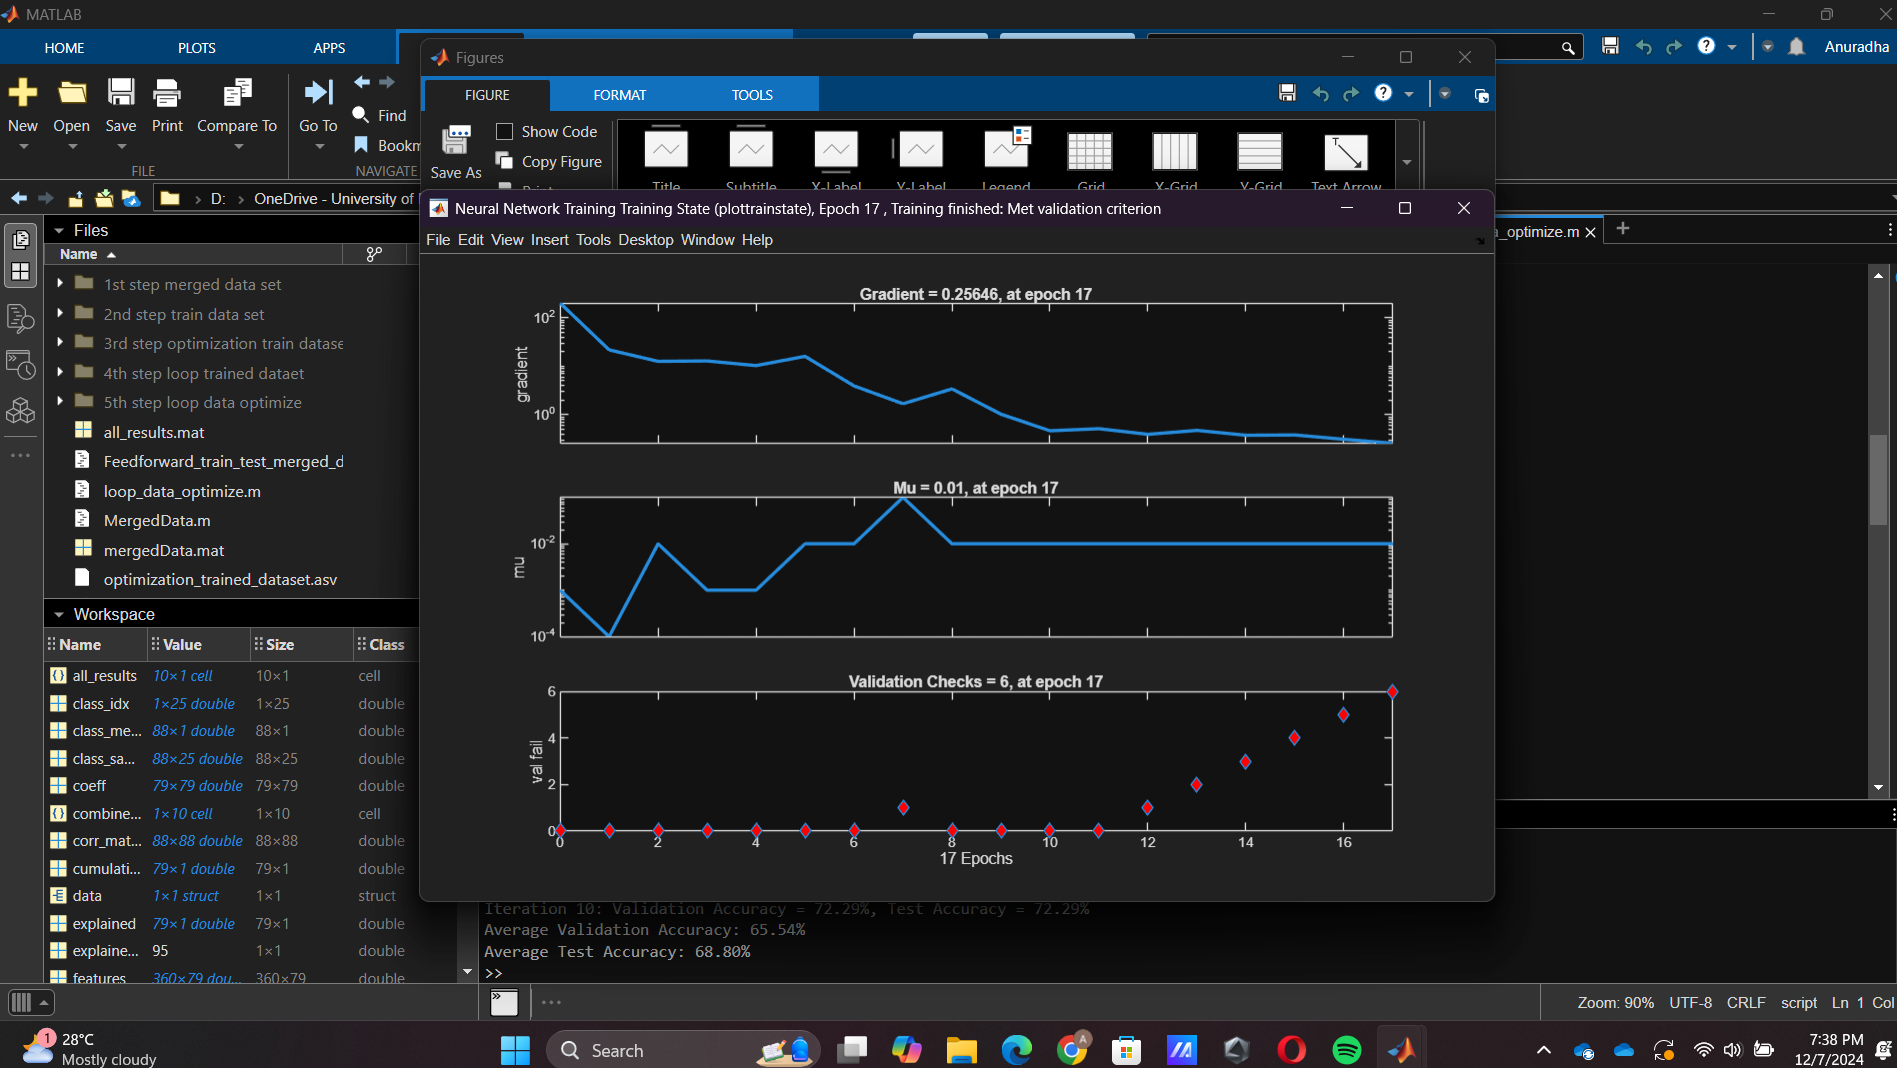 MATLAB
HOME PLOTS APPS
Anuradha
New Open Save Print Compare To Go To Find
FILE NAVIGATE
D: OneDrive - University of
Figures
FIGURE FORMAT TOOLS
Save As Show Code Copy Figure
Title Subtitle X-Label Y-Label Legend Grid X-Grid Y-Grid Text Arrow
Neural Network Training Training State (plottrainstate), Epoch 17 , Training finished: Met validation criterion
File Edit View Insert Tools Desktop Window Help
_optimize.m
Files
Name
1st step merged data set
2nd step train data set
3rd step optimization train datase
4th step loop trained dataet
5th step loop data optimize
all_results.mat
Feedforward_train_test_merged_d
loop_data_optimize.m
MergedData.m
mergedData.mat
optimization_trained_dataset.asv
Workspace
Name Value Size Class
all_results 10×1 cell 10×1 cell
class_idx 1×25 double 1×25 double
class_me... 88×1 double 88×1 double
class_sa... 88×25 double 88×25 double
coeff 79×79 double 79×79 double
combine... 1×10 cell 1×10 cell
corr_mat... 88×88 double 88×88 double
cumulati... 79×1 double 79×1 double
data 1×1 struct 1×1 struct
explained 79×1 double 79×1 double
explaine... 95 1×1 double
features 360×79 dou... 360×79 double
Gradient = 0.25646, at epoch 17
gradient
10²
10⁰
Mu = 0.01, at epoch 17
mu
10⁻²
10⁻⁴
Validation Checks = 6, at epoch 17
val fail
6
4
2
0
0 2 4 6 8 10 12 14 16
17 Epochs
Iteration 10: Validation Accuracy = 72.29%, Test Accuracy = 72.29%
Average Validation Accuracy: 65.54%
Average Test Accuracy: 68.80%
>>
Zoom: 90% UTF-8 CRLF script Ln 1 Col
1
28°C
Mostly cloudy
Search
A
7:38 PM
12/7/2024